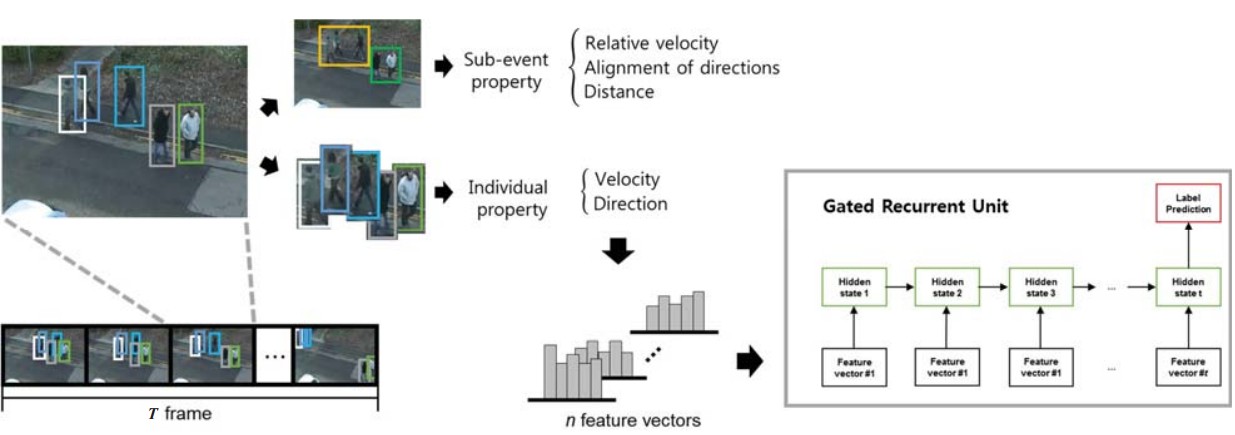 Sub-event
property
Relative velocity
Alignment of directions
Distance
Individual
property
Velocity
Direction
...
T frame
n feature vectors
Gated Recurrent Unit
Label
Prediction
Hidden
state 1
Hidden
state 2
Hidden
state 3
...
Hidden
state t
Feature
vector #1
Feature
vector #1
Feature
vector #1
...
Feature
vector #t